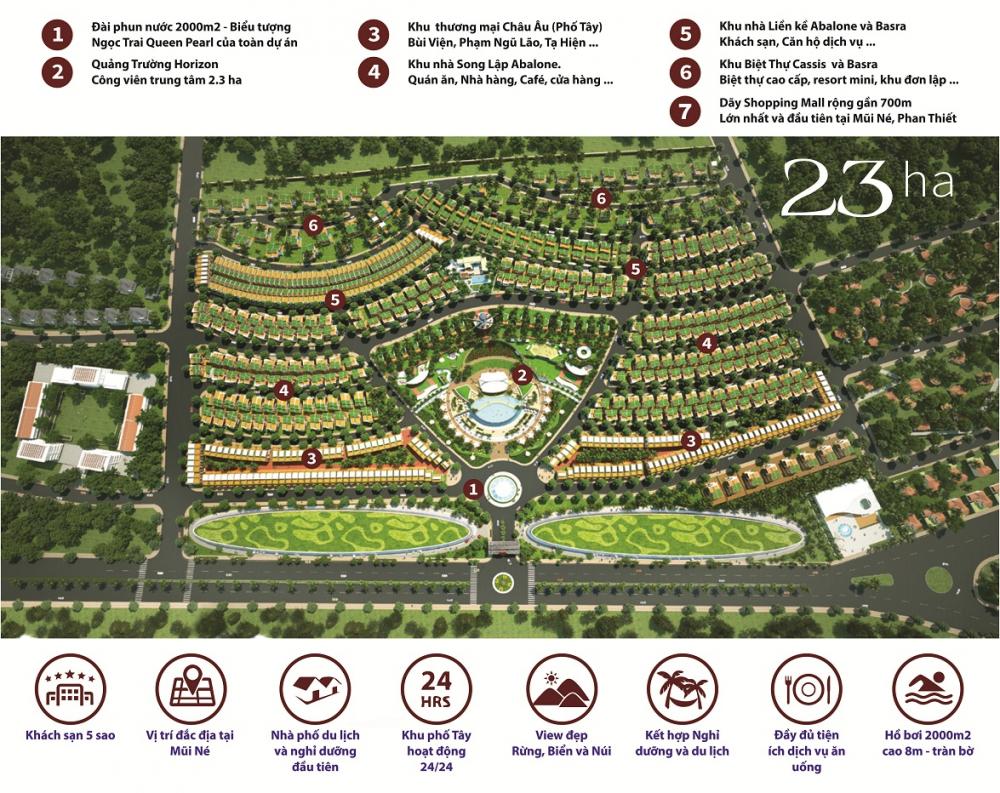 1 Đài phun nước 2000m2 - Biểu tượng
Ngọc Trai Queen Pearl của toàn dự án
2 Quảng Trường Horizon
Công viên trung tâm 2.3 ha
3 Khu thương mại Châu Âu (Phố Tây)
Bùi Viện, Phạm Ngũ Lão, Tạ Hiện ...
4 Khu nhà Song Lập Abalone.
Quán ăn, Nhà hàng, Café, cửa hàng ...
5 Khu nhà Liền kề Abalone và Basra
Khách sạn, Căn hộ dịch vụ ...
6 Khu Biệt Thự Cassis và Basra
Biệt thự cao cấp, resort mini, khu đơn lập ...
7 Dãy Shopping Mall rộng gần 700m
Lớn nhất và đầu tiên tại Mũi Né, Phan Thiết
23 ha
6
6
5
5
4
4
2
3
3
1
24
HRS
Khách sạn 5 sao
Vị trí đắc địa tại
Mũi Né
Nhà phố du lịch
và nghỉ dưỡng
đầu tiên
Khu phố Tây
hoạt động
24/24
View đẹp
Rừng, Biển và Núi
Kết hợp Nghỉ
dưỡng và du lịch
Đầy đủ tiện
ích dịch vụ ăn
uống
Hồ bơi 2000m2
cao 8m - tràn bờ